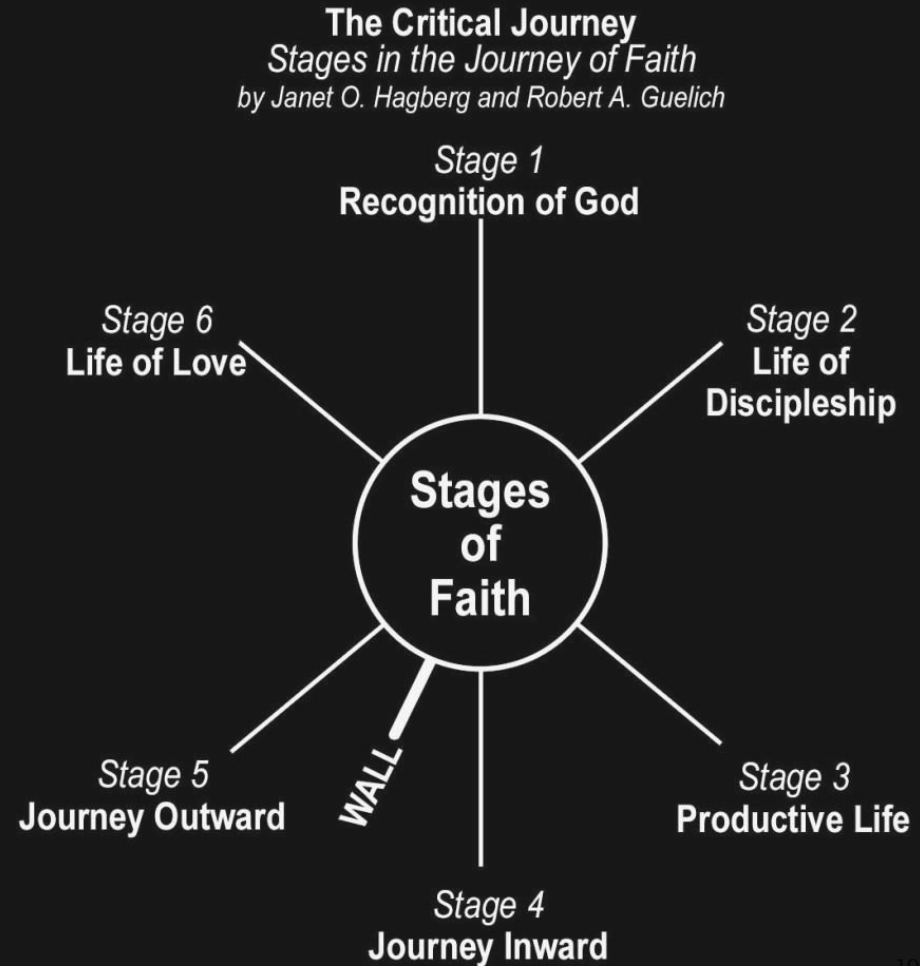 The Critical Journey
Stages in the Journey of Faith
by Janet O. Hagberg and Robert A. Guelich
Stage 1
Recognition of God
Stage 2
Life of
Discipleship
Stage 3
Productive Life
Stage 4
Journey Inward
WALL
Stage 5
Journey Outward
Stage 6
Life of Love
Stages
of
Faith